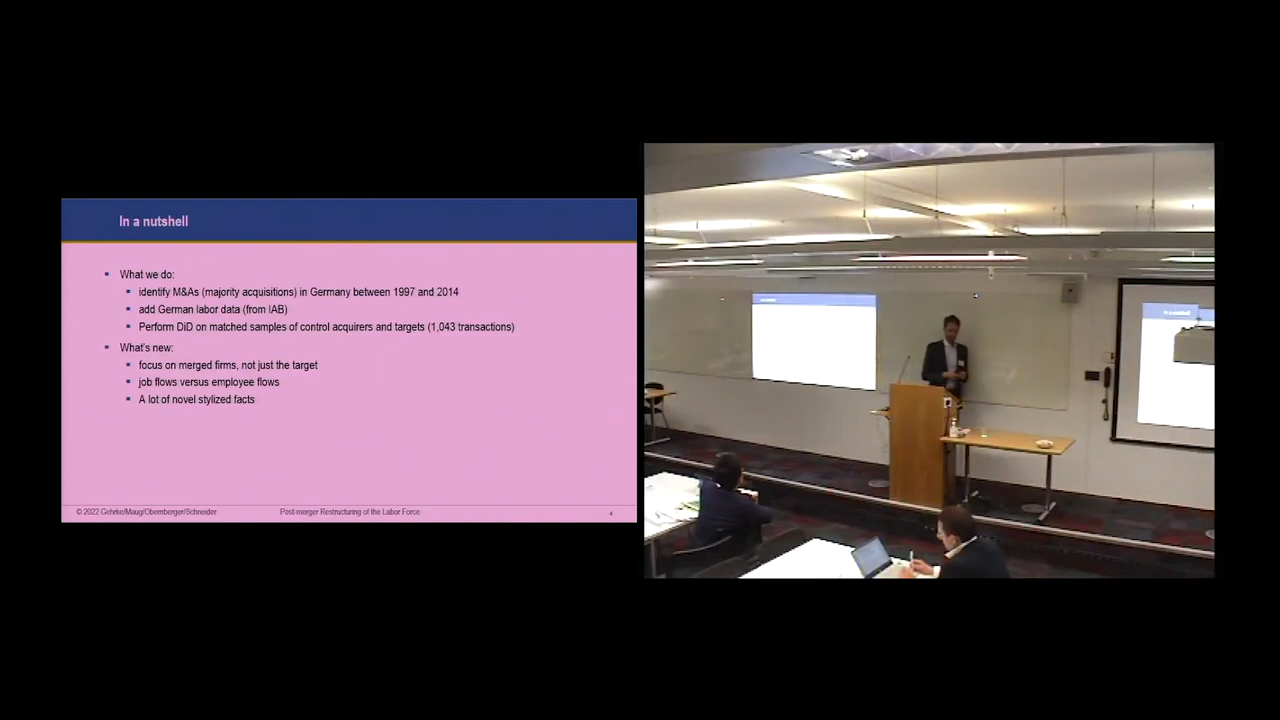 In a nutshell
What we do:
identify M&As (majority acquisitions) in Germany between 1997 and 2014
add German labor data (from IAB)
Perform DiD on matched samples of control acquirers and targets (1,043 transactions)
What's new:
focus on merged firms, not just the target
job flows versus employee flows
A lot of novel stylized facts
© 2022 Gehrke/Maug/Obernberger/Schneider
Post-merger Restructuring of the Labor Force
4
In a nutshell